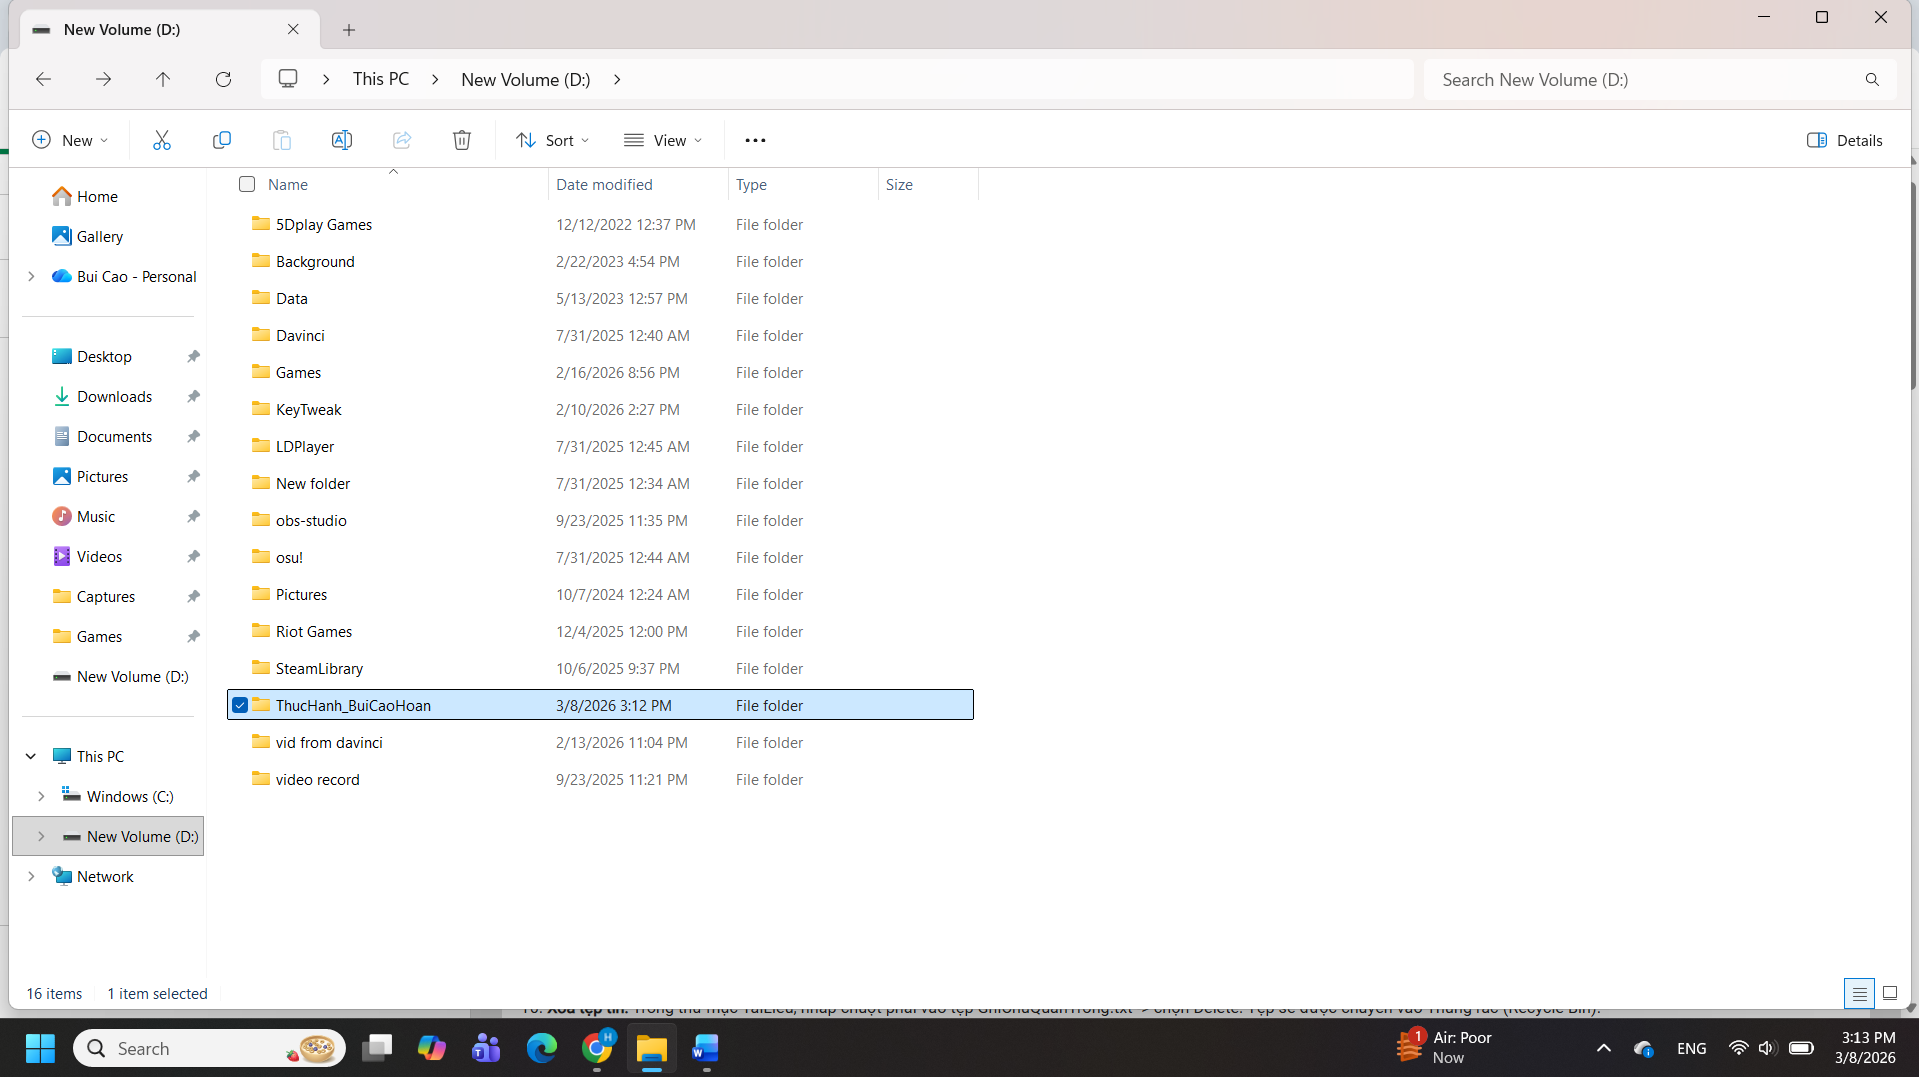 New Volume (D:)
This PC
New Volume (D:)
Search New Volume (D:)
New
Sort
View
Details
Name
Date modified
Type
Size
Home
Gallery
Bui Cao - Personal
Desktop
Downloads
Documents
Pictures
Music
Videos
Captures
Games
New Volume (D:)
This PC
Windows (C:)
New Volume (D:)
Network
5Dplay Games 12/12/2022 12:37 PM File folder
Background 2/22/2023 4:54 PM File folder
Data 5/13/2023 12:57 PM File folder
Davinci 7/31/2025 12:40 AM File folder
Games 2/16/2026 8:56 PM File folder
KeyTweak 2/10/2026 2:27 PM File folder
LDPlayer 7/31/2025 12:45 AM File folder
New folder 7/31/2025 12:34 AM File folder
obs-studio 9/23/2025 11:35 PM File folder
osu! 7/31/2025 12:44 AM File folder
Pictures 10/7/2024 12:24 AM File folder
Riot Games 12/4/2025 12:00 PM File folder
SteamLibrary 10/6/2025 9:37 PM File folder
ThucHanh_BuiCaoHoan 3/8/2026 3:12 PM File folder
vid from davinci 2/13/2026 11:04 PM File folder
video record 9/23/2025 11:21 PM File folder
16 items 1 item selected
Search
H
1
Air: Poor
Now
ENG
3:13 PM
3/8/2026